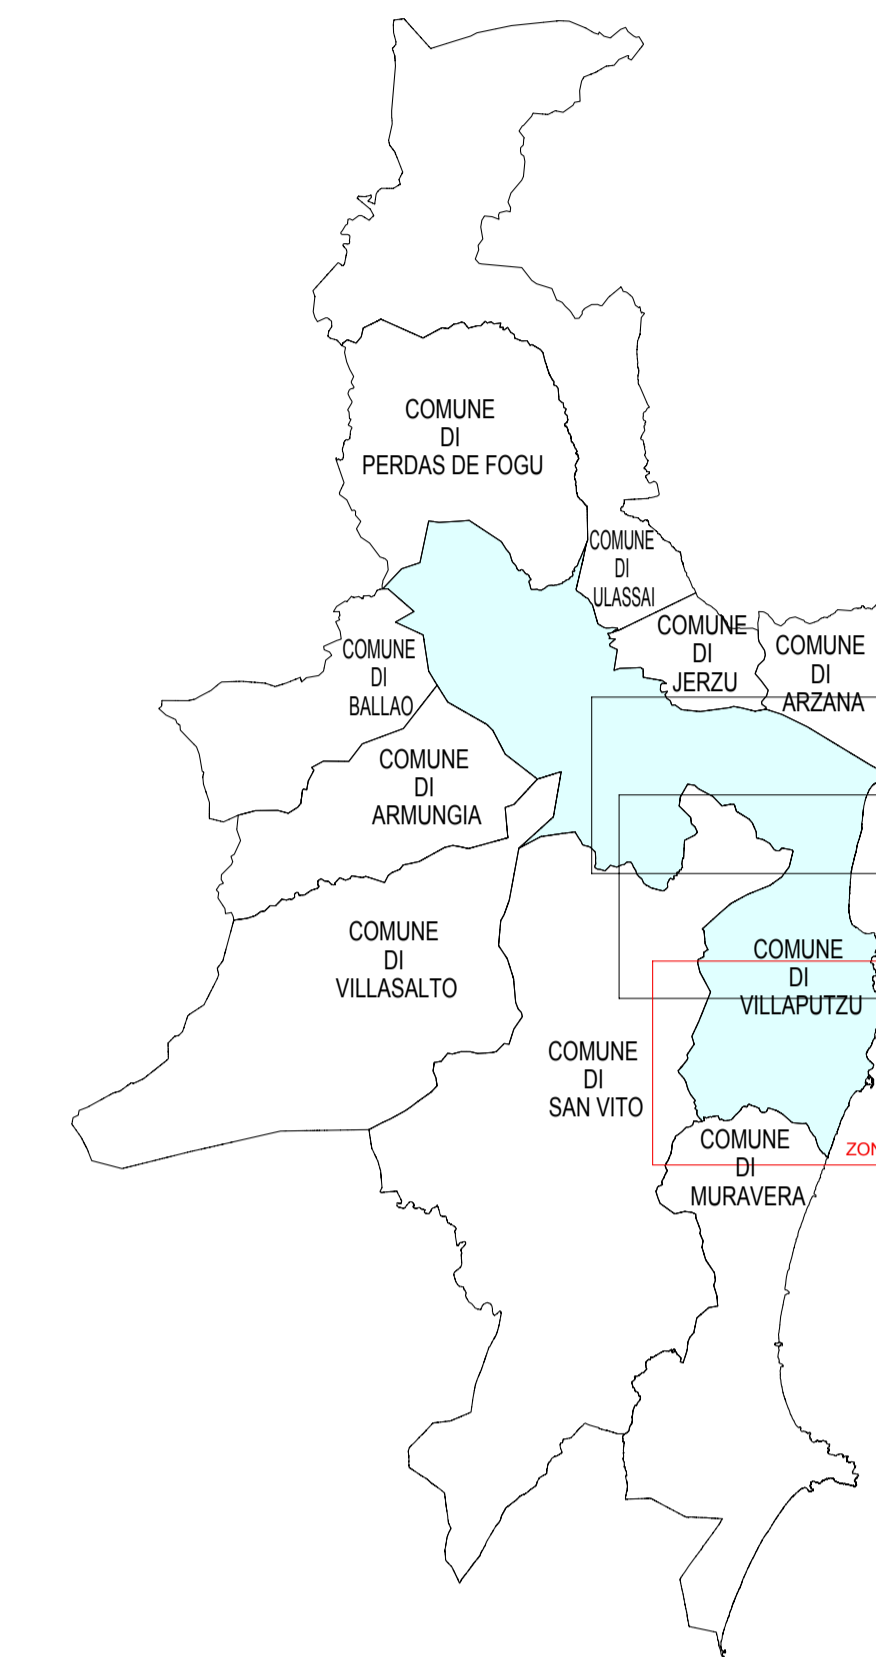 COMUNE
DI
PERDAS DE FOGU
COMUNE
DI
ULASSAI
COMUNE
DI
JERZU
COMUNE
DI
ARZANA
COMUNE
DI
BALLAO
COMUNE
DI
ARMUNGIA
COMUNE
DI
VILLASALTO
COMUNE
DI
VILLAPUTZU
COMUNE
DI
SAN VITO
COMUNE
DI
MURAVERA
ZON